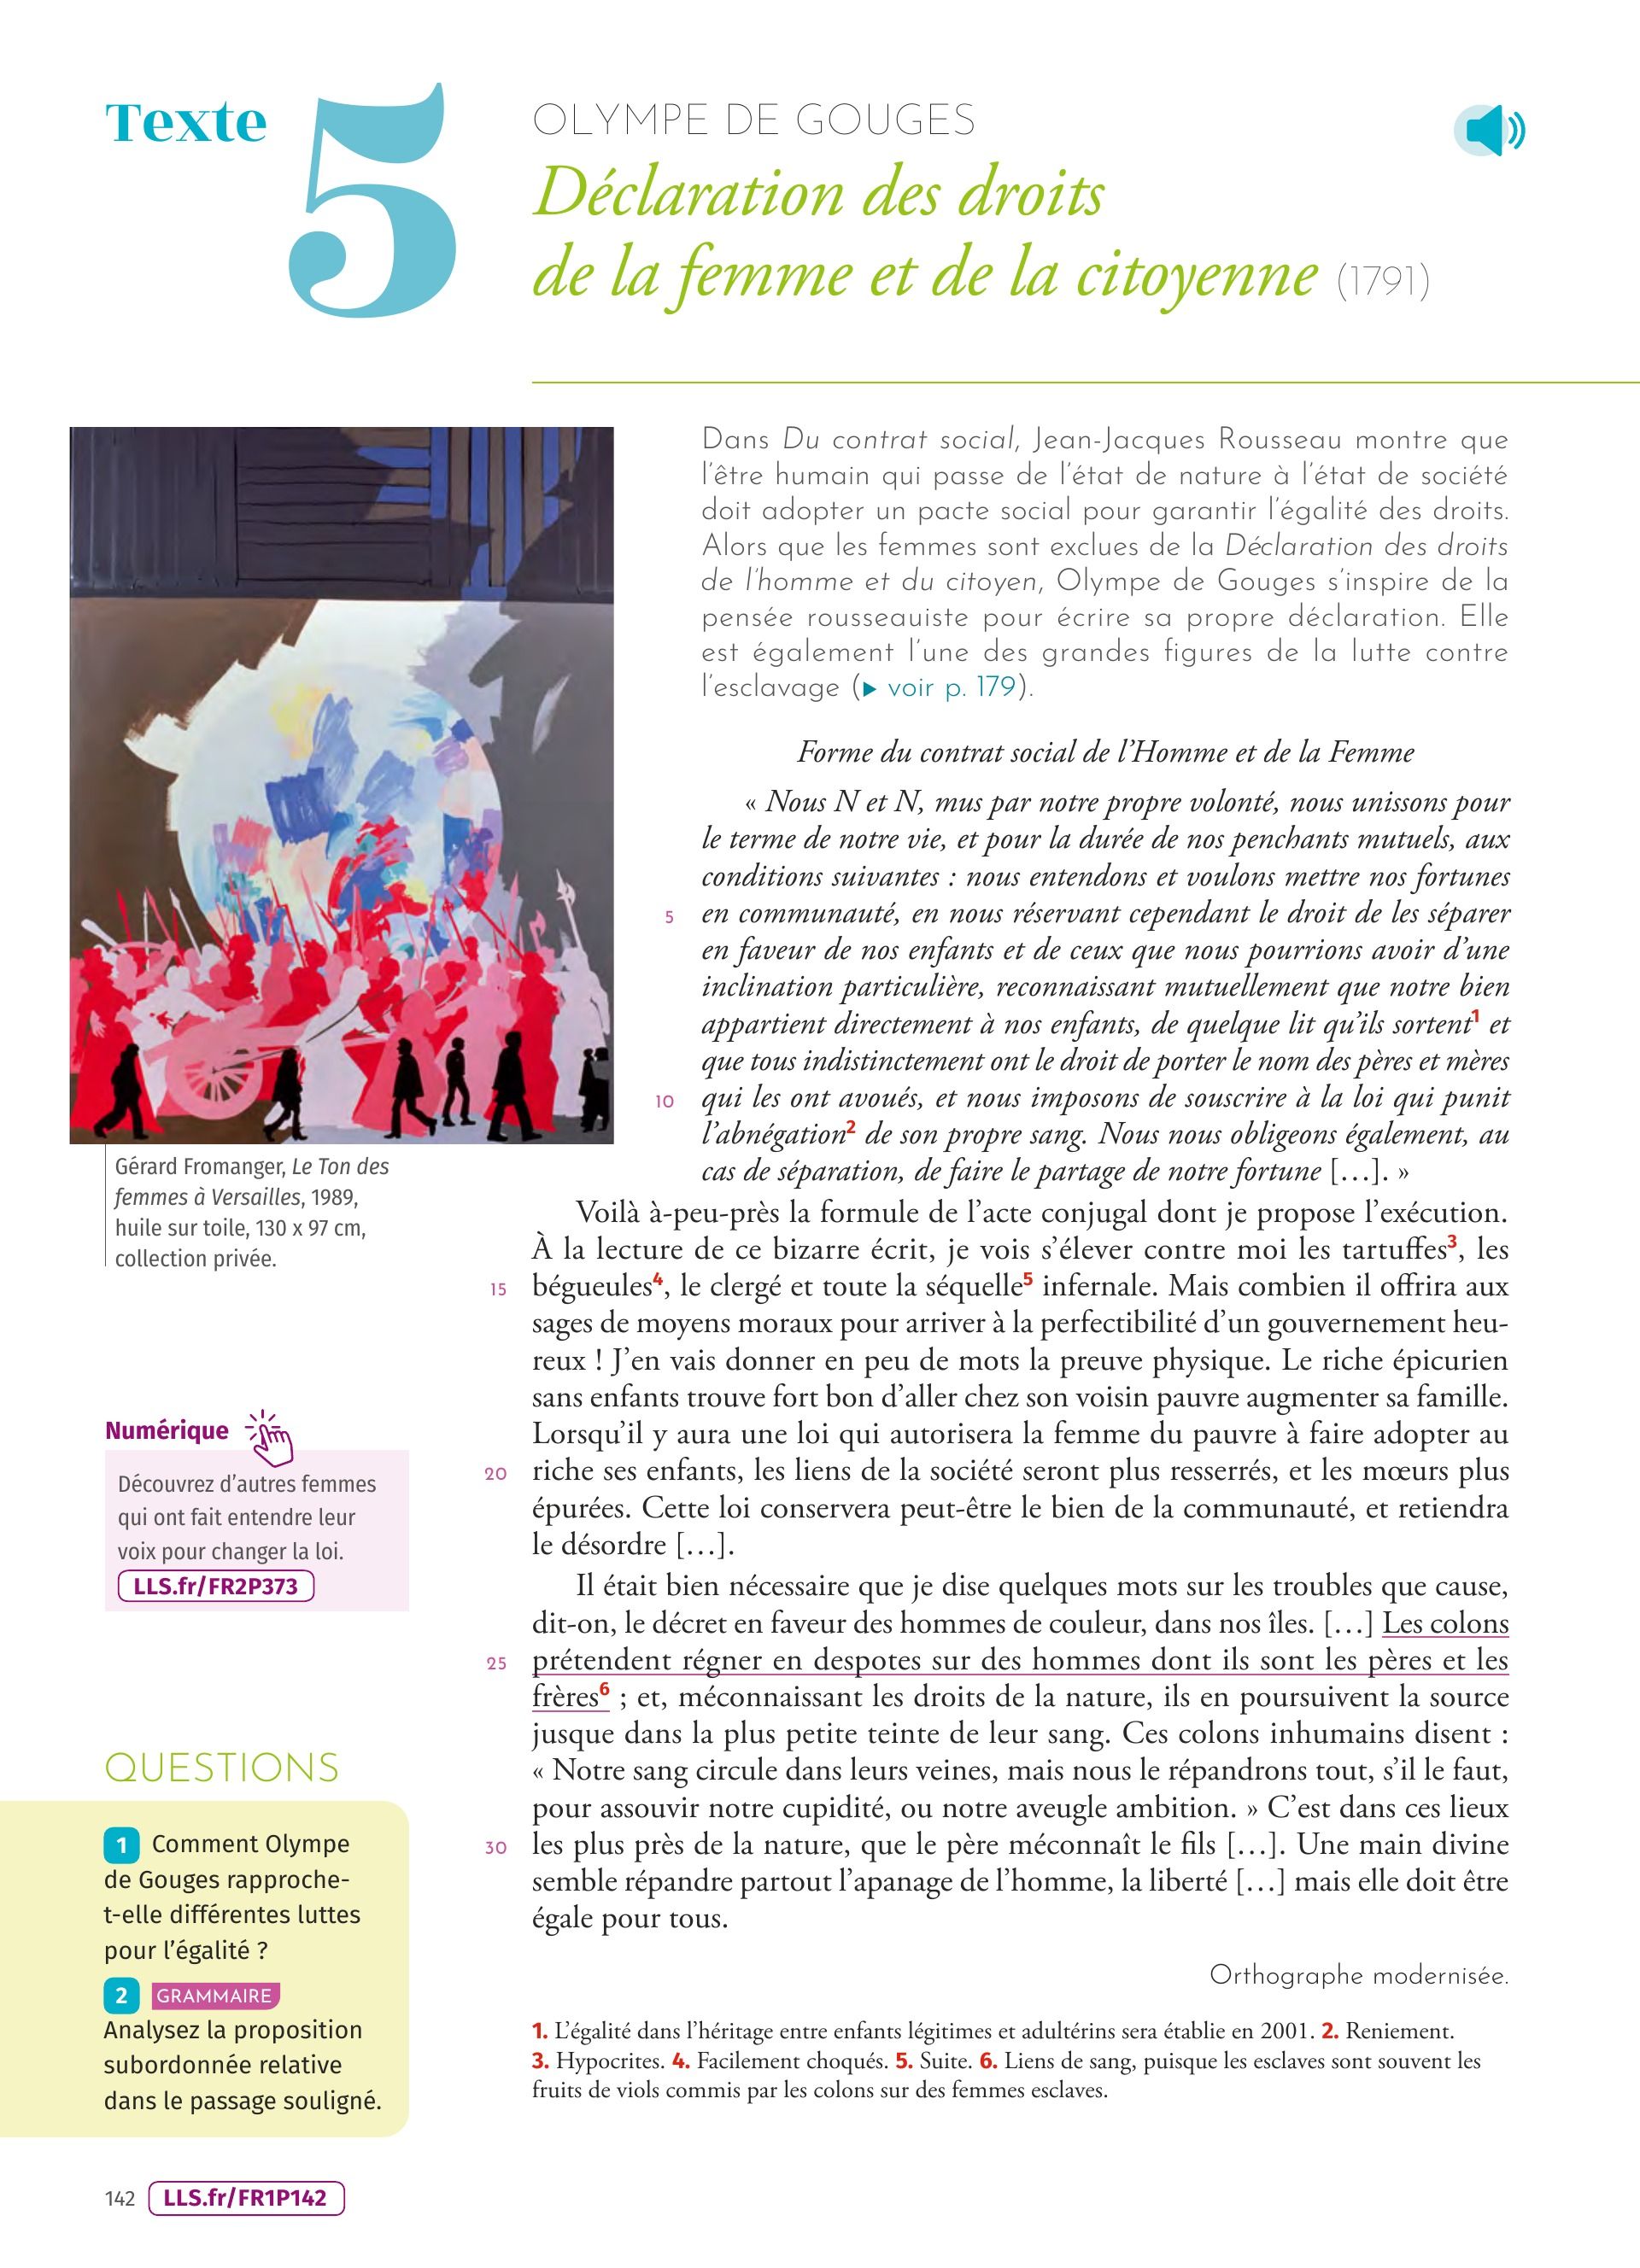 Texte 5
OLYMPE DE GOUGES
Déclaration des droits
de la femme et de la citoyenne (1791)
Dans Du contrat social, Jean-Jacques Rousseau montre que
l’être humain qui passe de l’état de nature à l’état de société
doit adopter un pacte social pour garantir l’égalité des droits.
Alors que les femmes sont exclues de la Déclaration des droits
de l’homme et du citoyen, Olympe de Gouges s’inspire de la
pensée rousseauiste pour écrire sa propre déclaration. Elle
est également l’une des grandes figures de la lutte contre
l’esclavage (▶ voir p. 179).
Forme du contrat social de l’Homme et de la Femme
« Nous N et N, mus par notre propre volonté, nous unissons pour
le terme de notre vie, et pour la durée de nos penchants mutuels, aux
conditions suivantes : nous entendons et voulons mettre nos fortunes
5 en communauté, en nous réservant cependant le droit de les séparer
en faveur de nos enfants et de ceux que nous pourrions avoir d’une
inclination particulière, reconnaissant mutuellement que notre bien
appartient directement à nos enfants, de quelque lit qu’ils sortent1 et
que tous indistinctement ont le droit de porter le nom des pères et mères
10 qui les ont avoués, et nous imposons de souscrire à la loi qui punit
l’abnégation2 de son propre sang. Nous nous obligeons également, au
cas de séparation, de faire le partage de notre fortune […]. »
Voilà à-peu-près la formule de l’acte conjugal dont je propose l’exécution.
À la lecture de ce bizarre écrit, je vois s’élever contre moi les tartuffes3, les
15 bégueules4, le clergé et toute la séquelle5 infernale. Mais combien il offrira aux
sages de moyens moraux pour arriver à la perfectibilité d’un gouvernement heu-
reux ! J’en vais donner en peu de mots la preuve physique. Le riche épicurien
sans enfants trouve fort bon d’aller chez son voisin pauvre augmenter sa famille.
Lorsqu’il y aura une loi qui autorisera la femme du pauvre à faire adopter au
20 riche ses enfants, les liens de la société seront plus resserrés, et les mœurs plus
épurées. Cette loi conservera peut-être le bien de la communauté, et retiendra
le désordre […].
Il était bien nécessaire que je dise quelques mots sur les troubles que cause,
dit-on, le décret en faveur des hommes de couleur, dans nos îles. […] Les colons
25 prétendent régner en despotes sur des hommes dont ils sont les pères et les
frères6 ; et, méconnaissant les droits de la nature, ils en poursuivent la source
jusque dans la plus petite teinte de leur sang. Ces colons inhumains disent :
« Notre sang circule dans leurs veines, mais nous le répandrons tout, s’il le faut,
pour assouvir notre cupidité, ou notre aveugle ambition. » C’est dans ces lieux
30 les plus près de la nature, que le père méconnaît le fils […]. Une main divine
semble répandre partout l’apanage de l’homme, la liberté […] mais elle doit être
égale pour tous.
Orthographe modernisée.
1. L’égalité dans l’héritage entre enfants légitimes et adultérins sera établie en 2001. 2. Reniement.
3. Hypocrites. 4. Facilement choqués. 5. Suite. 6. Liens de sang, puisque les esclaves sont souvent les
fruits de viols commis par les colons sur des femmes esclaves.
Gérard Fromanger, Le Ton des
femmes à Versailles, 1989,
huile sur toile, 130 x 97 cm,
collection privée.
Numérique
Découvrez d’autres femmes
qui ont fait entendre leur
voix pour changer la loi.
LLS.fr/FR2P373
QUESTIONS
1 Comment Olympe
de Gouges rapproche-
t-elle différentes luttes
pour l’égalité ?
2 GRAMMAIRE
Analysez la proposition
subordonnée relative
dans le passage souligné.
142 LLS.fr/FR1P142